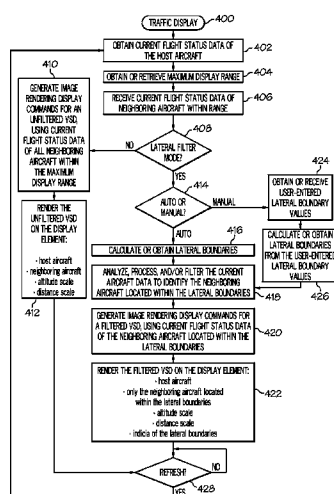 TRAFFIC DISPLAY
400
OBTAIN CURRENT FLIGHT STATUS DATA OF
THE HOST AIRCRAFT
402
OBTAIN OR RETRIEVE MAXIMUM DISPLAY RANGE
404
RECEIVE CURRENT FLIGHT STATUS DATA OF
NEIGHBORING AIRCRAFT WITHIN RANGE
406
408
LATERAL FILTER
MODE?
NO
YES
410
GENERATE IMAGE
RENDERING DISPLAY
COMMANDS FOR AN
UNFILTERED VSD,
USING CURRENT
FLIGHT STATUS DATA
OF ALL NEIGHBORING
AIRCRAFT WITHIN
THE MAXIMUM
DISPLAY RANGE
RENDER THE
UNFILTERED VSD
ON THE DISPLAY
ELEMENT:
· host aircraft
· neighboring aircraft
· altitude scale
· distance scale
412
414
AUTO OR
MANUAL?
MANUAL
AUTO
424
OBTAIN OR RECEIVE
USER-ENTERED
LATERAL BOUNDARY
VALUES
CALCULATE OR OBTAIN
LATERAL BOUNDARIES
FROM THE USER-ENTERED
LATERAL BOUNDARY
VALUES
426
416
CALCULATE OR OBTAIN LATERAL BOUNDARIES
ANALYZE, PROCESS, AND/OR FILTER THE CURRENT
AIRCRAFT DATA TO IDENTIFY THE NEIGHBORING
AIRCRAFT LOCATED WITHIN THE LATERAL BOUNDARIES
418
GENERATE IMAGE RENDERING DISPLAY COMMANDS
FOR A FILTERED VSD, USING CURRENT FLIGHT STATUS DATA
OF THE NEIGHBORING AIRCRAFT LOCATED WITHIN THE
LATERAL BOUNDARIES
420
RENDER THE FILTERED VSD ON THE DISPLAY ELEMENT:
· host aircraft
· only the neighboring aircraft located
within the lateral boundaries
· altitude scale
· distance scale
· indicia of the lateral boundaries
422
REFRESH?
NO
428
YES